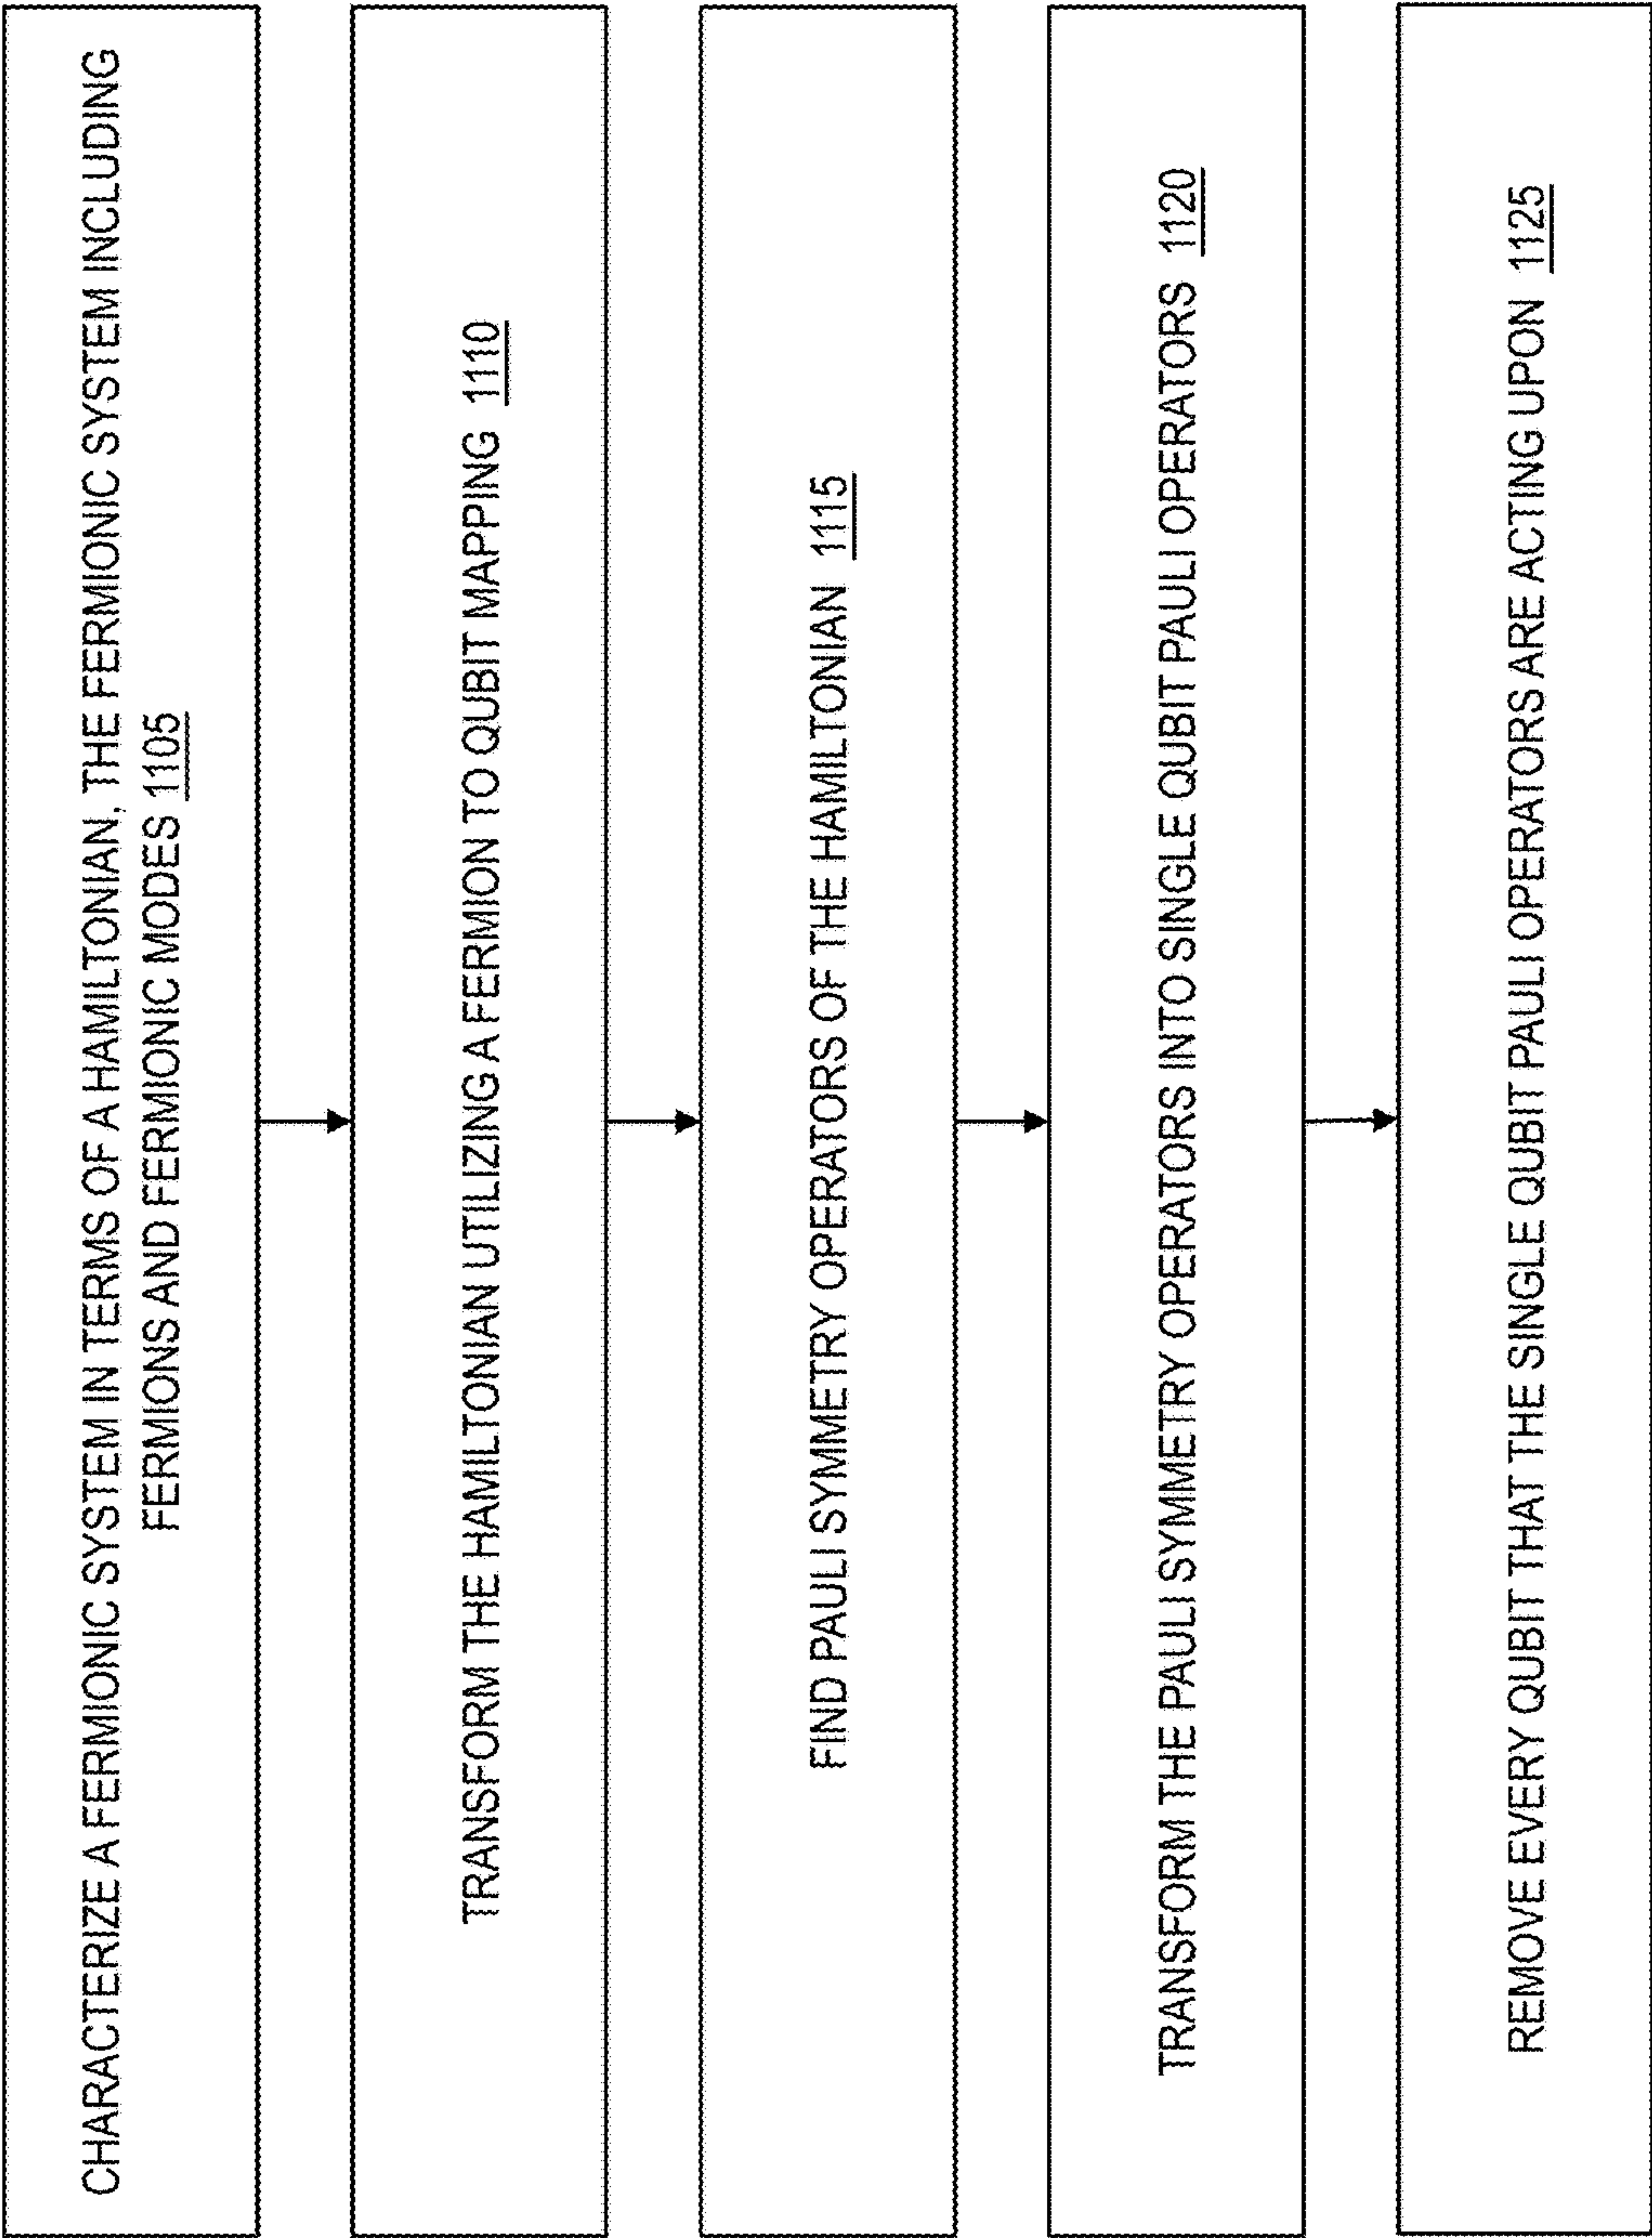 CHARACTERIZE A FERMIONIC SYSTEM IN TERMS OF A HAMILTONIAN, THE FERMIONIC SYSTEM INCLUDING
FERMIONS AND FERMIONIC MODES 1105
TRANSFORM THE HAMILTONIAN UTILIZING A FERMION TO QUBIT MAPPING 1110
FIND PAULI SYMMETRY OPERATORS OF THE HAMILTONIAN 1115
TRANSFORM THE PAULI SYMMETRY OPERATORS INTO SINGLE QUBIT PAULI OPERATORS 1120
REMOVE EVERY QUBIT THAT THE SINGLE QUBIT PAULI OPERATORS ARE ACTING UPON 1125